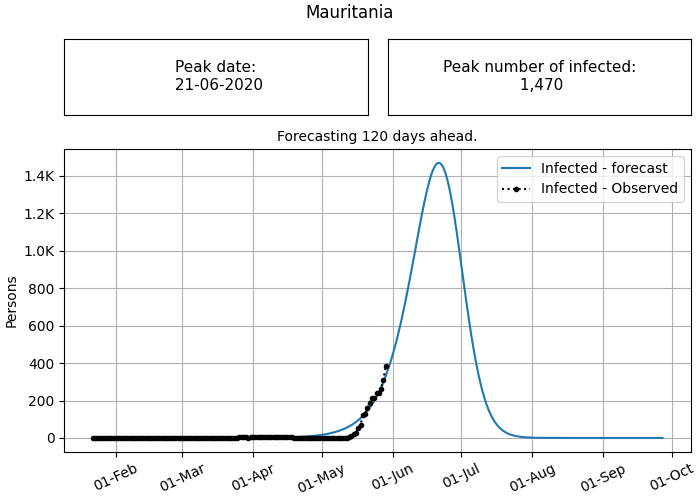 Mauritania
Peak date:
21-06-2020
Peak number of infected:
1,470
Forecasting 120 days ahead.
Infected - forecast
Infected - Observed
Persons
1.4K
1.2K
1.0K
800
600
400
200
0
01-Feb
01-Mar
01-Apr
01-May
01-Jun
01-Jul
01-Aug
01-Sep
01-Oct